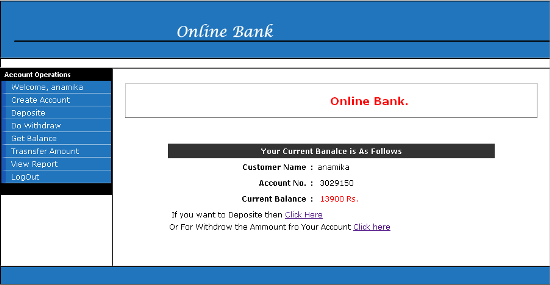 Online Bank
Account Operations
Welcome, anamika
Create Account
Deposite
Do Withdraw
Get Balance
Trasnsfer Amount
View Report
LogOut
Online Bank.
Your Current Banalce is As Follows
Customer Name : anamika
Account No. : 3029150
Current Balance : 13900 Rs.
If you want to Deposite then Click Here
Or For Withdraw the Ammount fro Your Account Click here